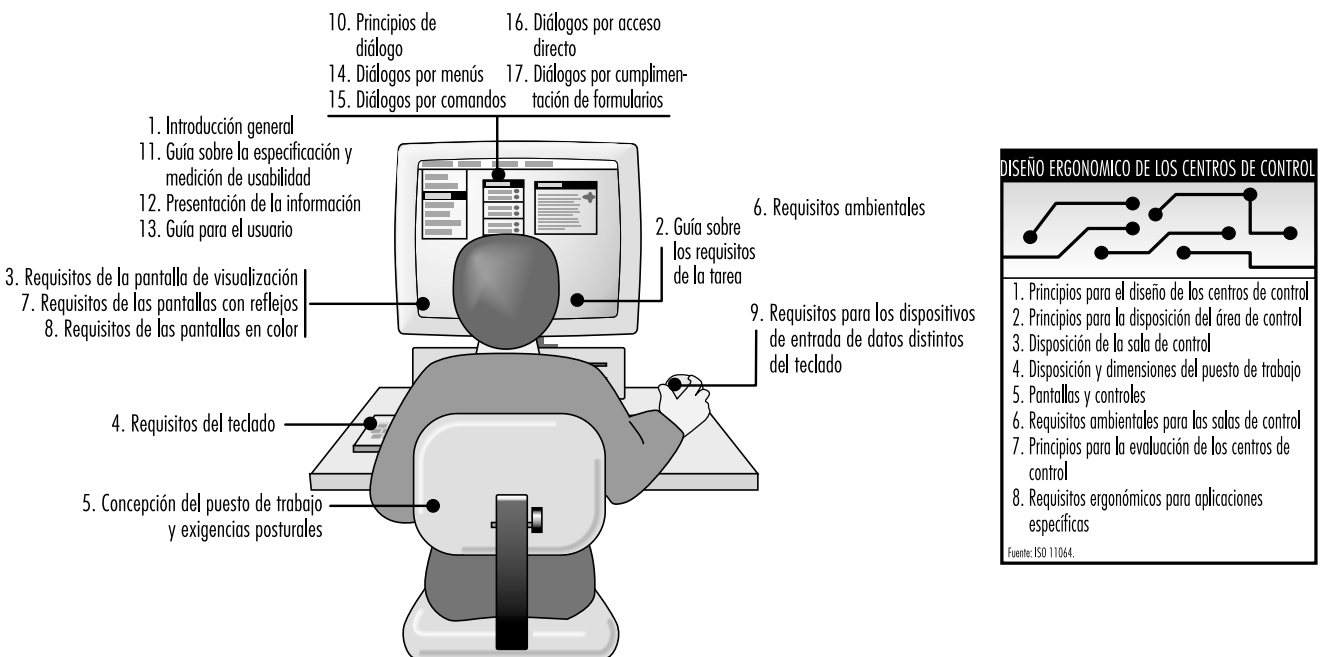 10. Principios de
diálogo
14. Diálogos por menús
15. Diálogos por comandos
16. Diálogos por acceso
directo
17. Diálogos por cumplimen-
tación de formularios
1. Introducción general
11. Guía sobre la especificación y
medición de usabilidad
12. Presentación de la información
13. Guía para el usuario
6. Requisitos ambientales
2. Guía sobre
los requisitos
de la tarea
3. Requisitos de la pantalla de visualización
7. Requisitos de las pantallas con reflejos
8. Requisitos de las pantallas en color
9. Requisitos para los dispositivos
de entrada de datos distintos
del teclado
4. Requisitos del teclado
5. Concepción del puesto de trabajo
y exigencias posturales
DISEÑO ERGONOMICO DE LOS CENTROS DE CONTROL
1. Principios para el diseño de los centros de control
2. Principios para la disposición del área de control
3. Disposición de la sala de control
4. Disposición y dimensiones del puesto de trabajo
5. Pantallas y controles
6. Requisitos ambientales para las salas de control
7. Principios para la evaluación de los centros de
control
8. Requisitos ergonómicos para aplicaciones
específicas
Fuente: ISO 11064.